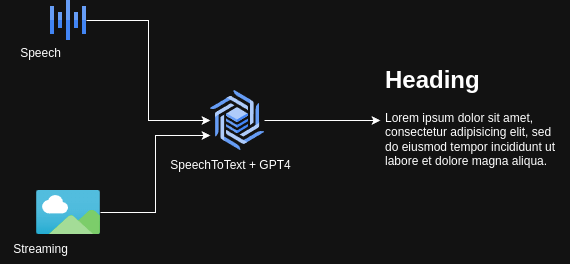 Speech
Heading
Lorem ipsum dolor sit amet,
consectetur adipisicing elit, sed
do eiusmod tempor incididunt ut
labore et dolore magna aliqua.
SpeechToText + GPT4
Streaming